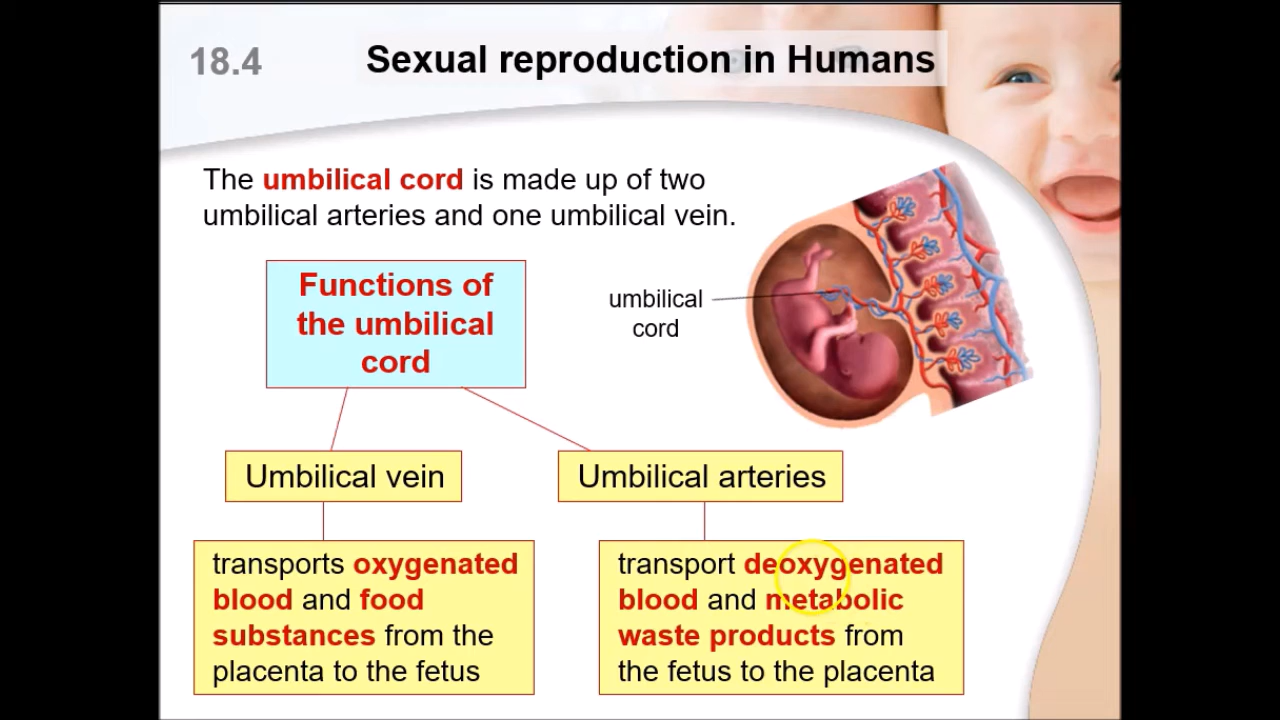 18.4
Sexual reproduction in Humans
The umbilical cord is made up of two
umbilical arteries and one umbilical vein.
Functions of
the umbilical
cord
umbilical
cord
Umbilical vein
Umbilical arteries
transports oxygenated
blood and food
substances from the
placenta to the fetus
transport deoxygenated
blood and metabolic
waste products from
the fetus to the placenta